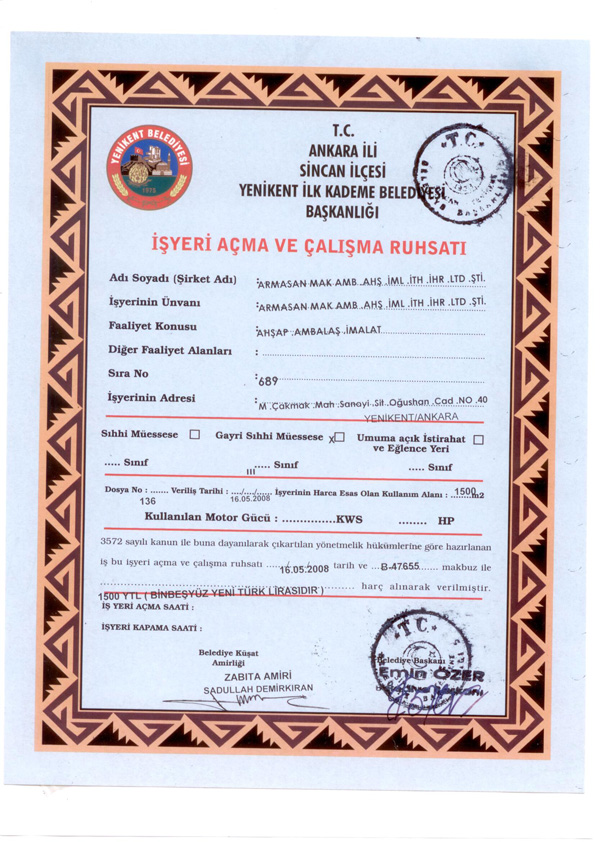 YENİKENT BELEDİYESİ
1972
T.C.
ANKARA İLİ
SİNCAN İLÇESİ
YENİKENT İLK KADEME BELEDİYESİ
BAŞKANLIĞI
T.C.
İŞYERİ AÇMA VE ÇALIŞMA RUHSATI
Adı Soyadı (Şirket Adı) :ARMASAN MAK.AMB .AHŞ .İML .İTH .İHR .LTD .ŞTİ.
İşyerinin Ünvanı :ARMASAN MAK.AMB .AHŞ .İML .İTH .İHR .LTD .ŞTİ.
Faaliyet Konusu :AHŞAP .AMBALAŞ .İMALAT
Diğer Faaliyet Alanları :
Sıra No :689
İşyerinin Adresi :M .Çakmak Mah .Sanayi .Sit .Oğushan .Cad .NO .40
YENİKENT/ANKARA
Sıhhi Müessese Gayri Sıhhi Müessese x Umuma açık İstirahat
ve Eğlence Yeri
..... Sınıf ..... Sınıf ..... Sınıf
III
Dosya No : ....... Veriliş Tarihi : ..../..../...... İşyerinin Harca Esas Olan Kullanım Alanı : 1500 m2
136 16.05.2008
Kullanılan Motor Gücü : ...............KWS ........ HP
3572 sayılı kanun ile buna dayanılarak çıkartılan yönetmelik hükümlerine göre hazırlanan
iş bu işyeri açma ve çalışma ruhsatı 16.05.2008 tarih ve B-47655 makbuz ile
harç alınarak verilmiştir.
1500 YTL ( BİNBEŞYÜZ YENİ TÜRK LİRASIDIR )
İŞ YERİ AÇMA SAATİ :
İŞYERİ KAPAMA SAATİ :
T.C.
Belediye Küşat
Amirliği
Belediye Başkanı
ZABITA AMİRİ
Emin ÖZER
SADULLAH DEMİRKIRAN